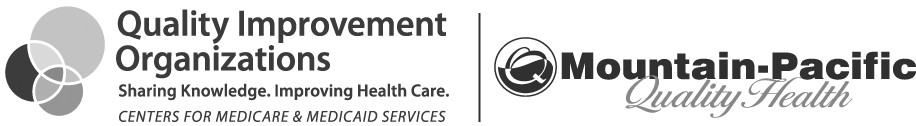 Quality Improvement
Organizations
Sharing Knowledge. Improving Health Care.
CENTERS FOR MEDICARE & MEDICAID SERVICES
Mountain-Pacific
Quality Health